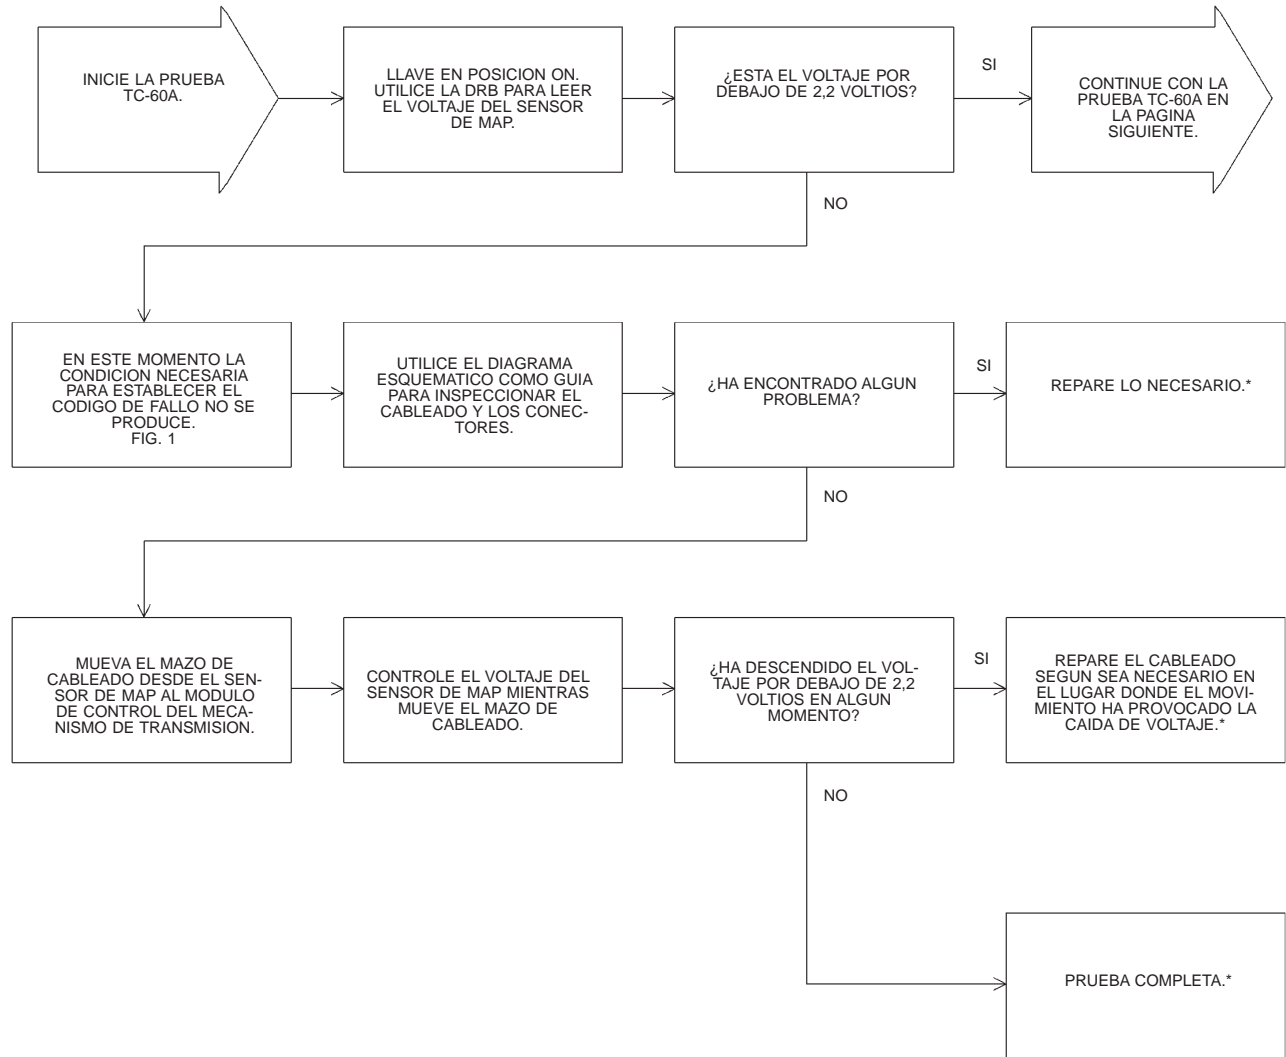 INICIE LA PRUEBA
TC-60A.
LLAVE EN POSICION ON.
UTILICE LA DRB PARA LEER
EL VOLTAJE DEL SENSOR
DE MAP.
¿ESTA EL VOLTAJE POR
DEBAJO DE 2,2 VOLTIOS?
SI
CONTINUE CON LA
PRUEBA TC-60A EN
LA PAGINA
SIGUIENTE.
NO
EN ESTE MOMENTO LA
CONDICION NECESARIA
PARA ESTABLECER EL
CODIGO DE FALLO NO SE
PRODUCE.
FIG. 1
UTILICE EL DIAGRAMA
ESQUEMATICO COMO GUIA
PARA INSPECCIONAR EL
CABLEADO Y LOS CONEC-
TORES.
¿HA ENCONTRADO ALGUN
PROBLEMA?
SI
REPARE LO NECESARIO.*
NO
MUEVA EL MAZO DE
CABLEADO DESDE EL SEN-
SOR DE MAP AL MODULO
DE CONTROL DEL MECA-
NISMO DE TRANSMISION.
CONTROLE EL VOLTAJE DEL
SENSOR DE MAP MIENTRAS
MUEVE EL MAZO DE
CABLEADO.
¿HA DESCENDIDO EL VOL-
TAJE POR DEBAJO DE 2,2
VOLTIOS EN ALGUN
MOMENTO?
SI
REPARE EL CABLEADO
SEGUN SEA NECESARIO EN
EL LUGAR DONDE EL MOVI-
MIENTO HA PROVOCADO LA
CAIDA DE VOLTAJE.*
NO
PRUEBA COMPLETA.*